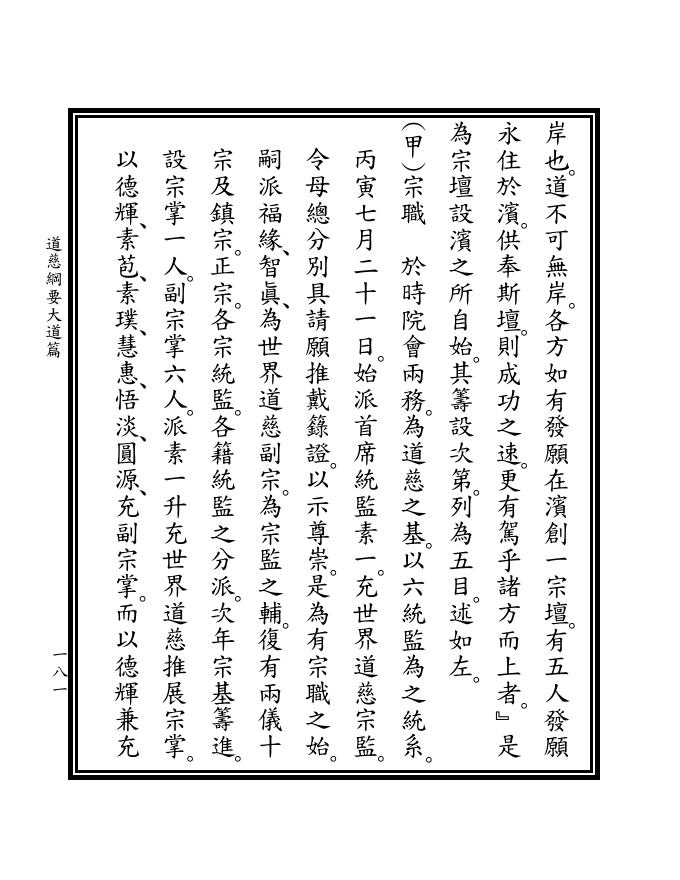 岸也。道不可無岸。各方如有發願在濱創一宗壇。有五人發願
永住於濱。供奉斯壇。則成功之速。更有駕乎諸方而上者。』是
為宗壇設濱之所自始。其籌設次第。列為五目。述如左。
(甲)宗職　於時院會兩務。為道慈之基。以六統監為之統系。
丙寅七月二十一日。始派首席統監素一。充世界道慈宗監。
令母總分別具請願推戴籙證。以示尊崇。是為有宗職之始。
嗣派福緣、智眞、為世界道慈副宗。為宗監之輔。復有兩儀十
宗及鎮宗。正宗。各宗統監。各籍統監之分派。次年宗基籌進。
設宗掌一人。副宗掌六人。派素一升充世界道慈推展宗掌。
以德輝、素芑、素璞、慧惠、悟淡、圓源、充副宗掌。而以德輝兼充
道慈綱要大道篇
一八一